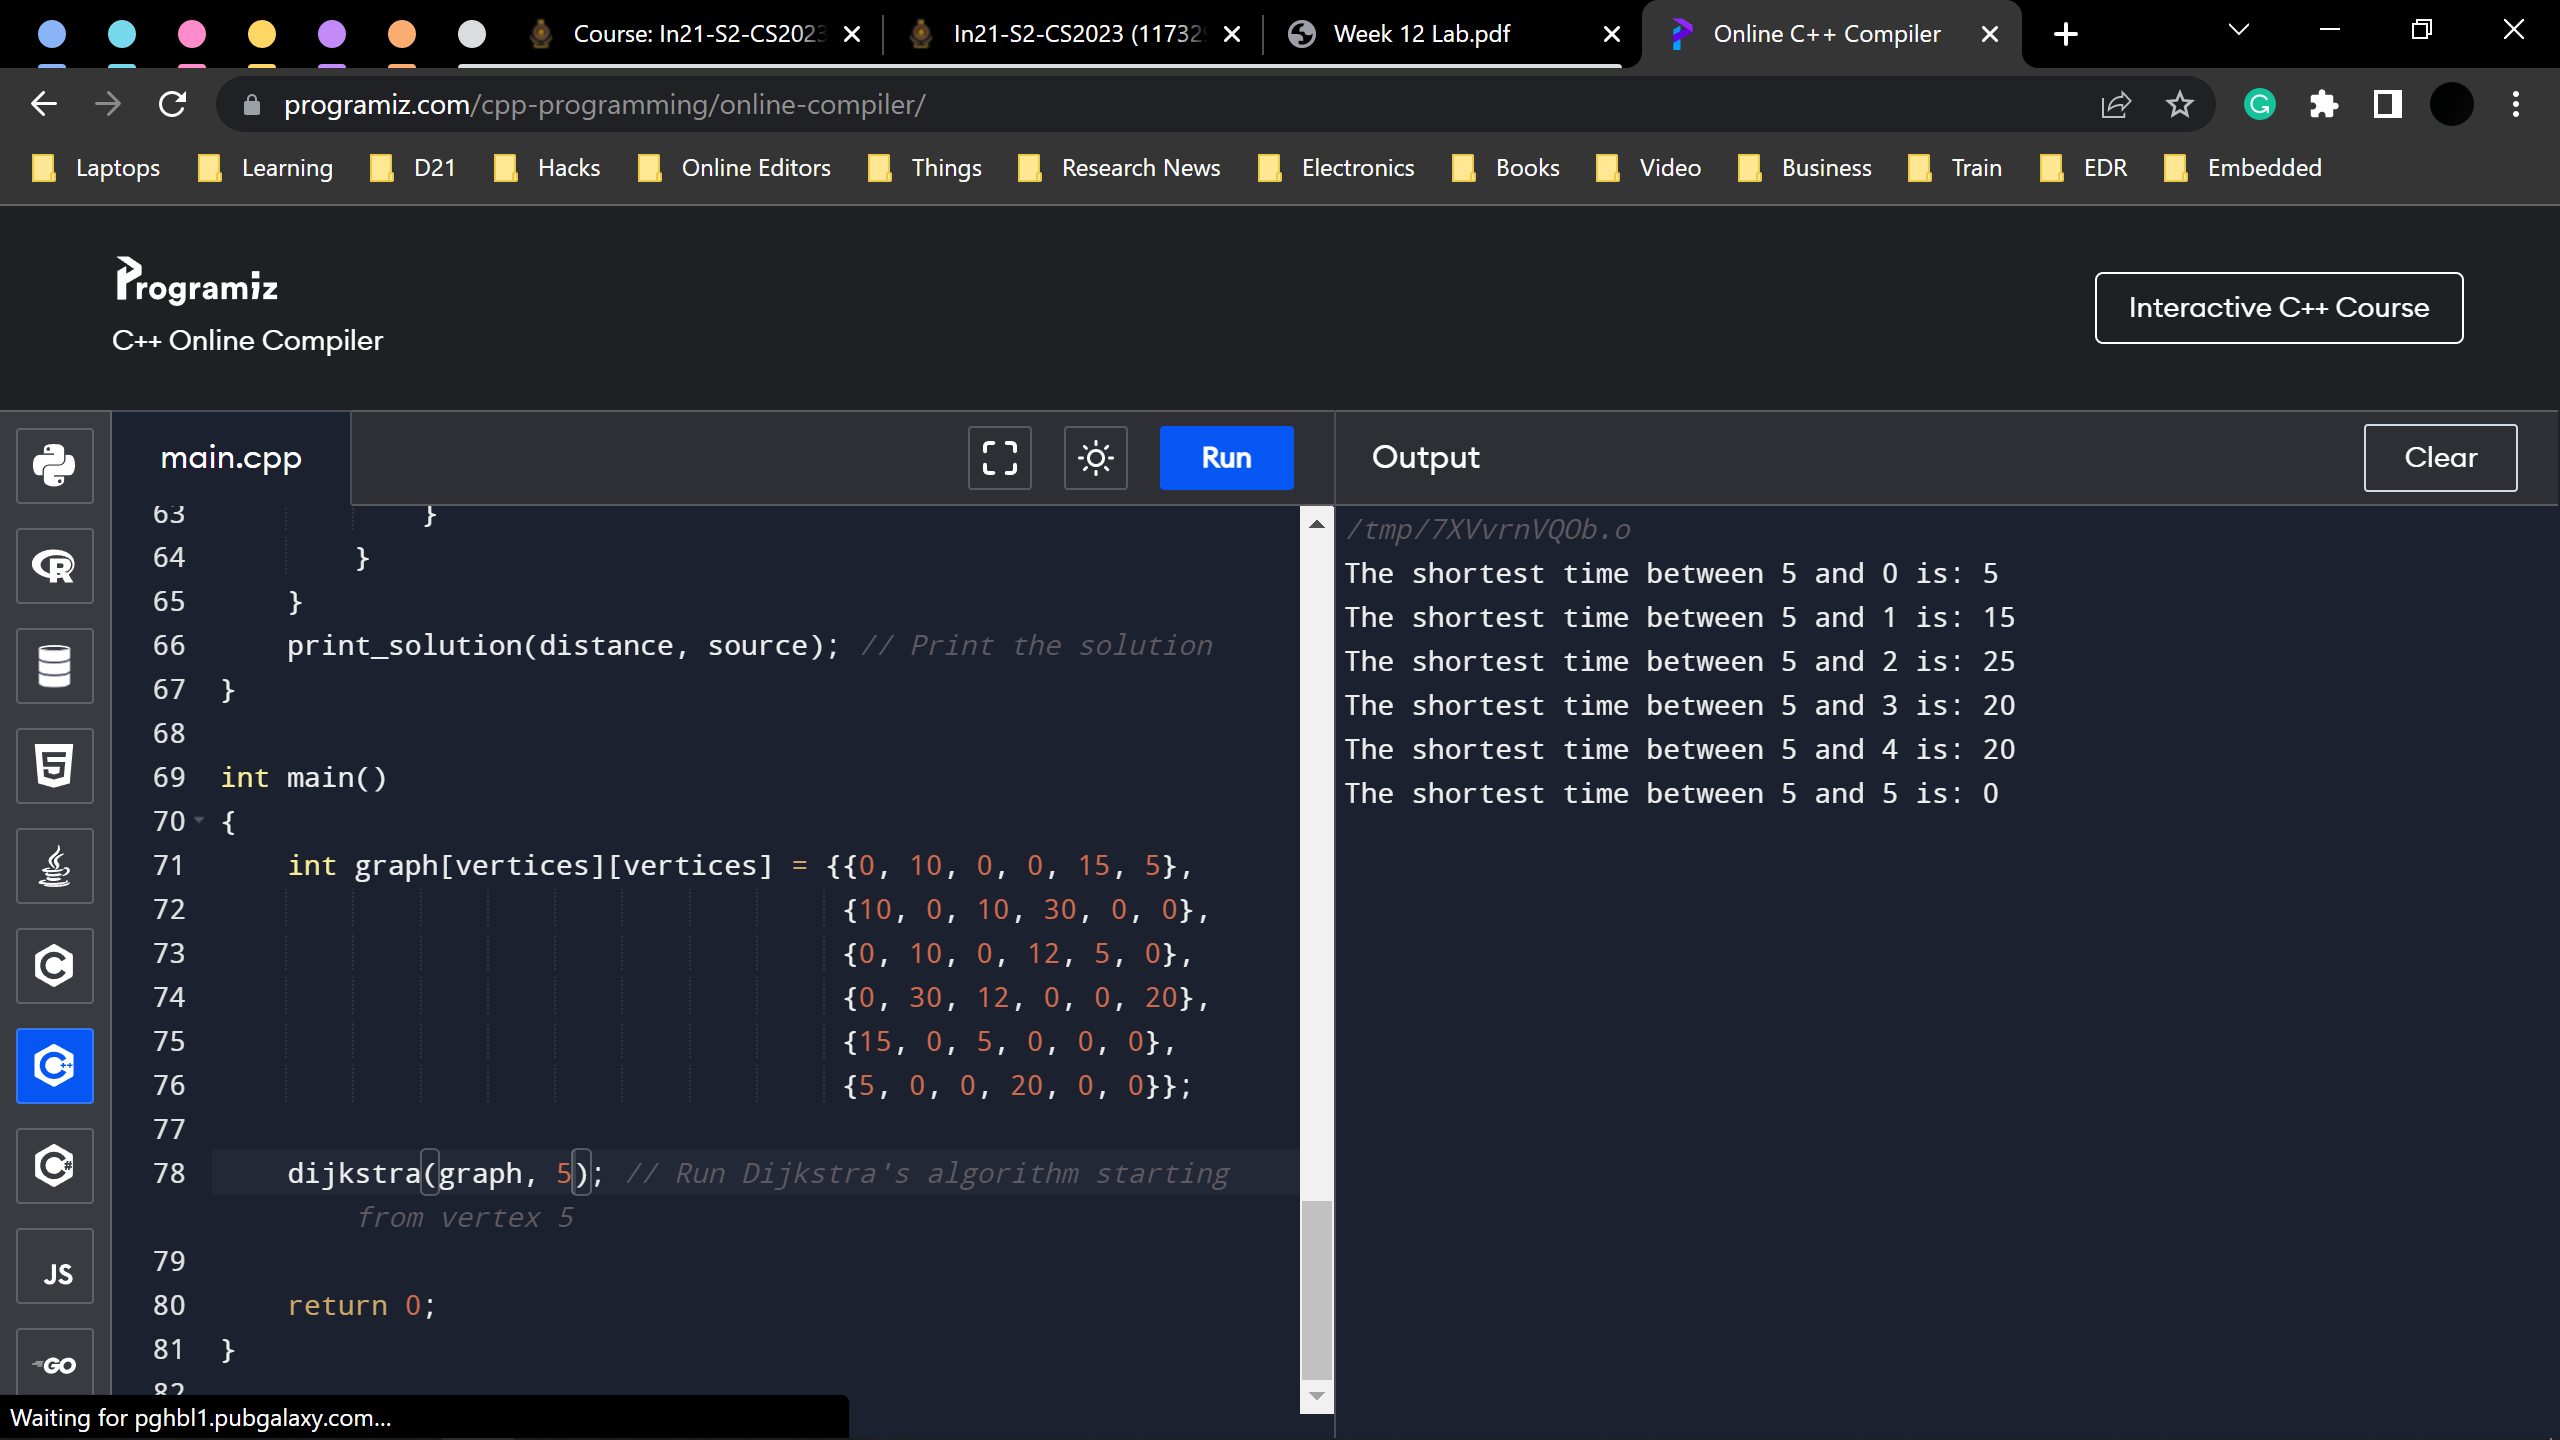 Course: In21-S2-CS2023
In21-S2-CS2023 (11732
Week 12 Lab.pdf
Online C++ Compiler
programiz.com/cpp-programming/online-compiler/
Laptops Learning D21 Hacks Online Editors Things Research News Electronics Books Video Business Train EDR Embedded
Programiz
C++ Online Compiler
Interactive C++ Course
main.cpp
Run
Output
Clear
63 }
64 }
65 }
66 print_solution(distance, source); // Print the solution
67 }
68
69 int main()
70 {
71 int graph[vertices][vertices] = {{0, 10, 0, 0, 15, 5},
72 {10, 0, 10, 30, 0, 0},
73 {0, 10, 0, 12, 5, 0},
74 {0, 30, 12, 0, 0, 20},
75 {15, 0, 5, 0, 0, 0},
76 {5, 0, 0, 20, 0, 0}};
77
78 dijkstra(graph, 5); // Run Dijkstra's algorithm starting
from vertex 5
79
80 return 0;
81 }
82
/tmp/7XVvrnVQOb.o
The shortest time between 5 and 0 is: 5
The shortest time between 5 and 1 is: 15
The shortest time between 5 and 2 is: 25
The shortest time between 5 and 3 is: 20
The shortest time between 5 and 4 is: 20
The shortest time between 5 and 5 is: 0
R
5
C
C++
C#
JS
GO
Waiting for pghbl1.pubgalaxy.com...